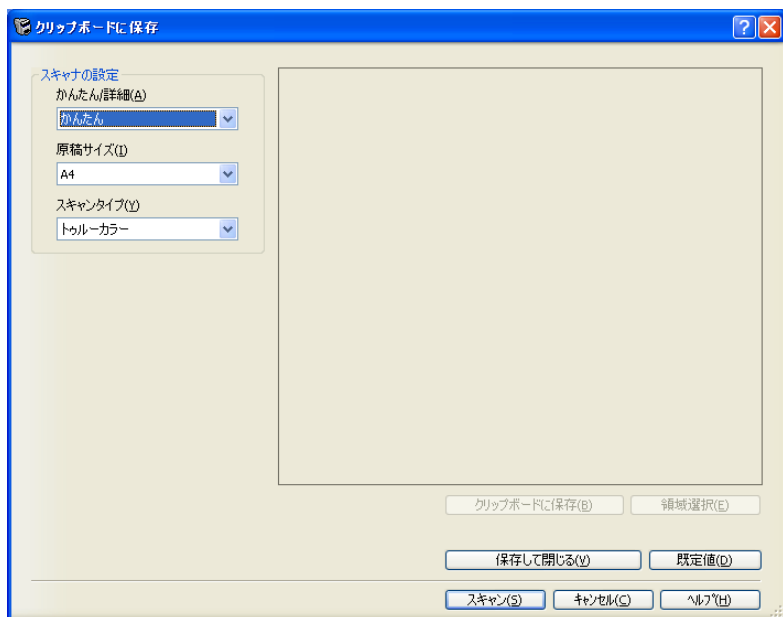 クリップボードに保存
スキャナの設定
かんたん/詳細(A)
かんたん
原稿サイズ(I)
A4
スキャンタイプ(Y)
トゥルーカラー
クリップボードに保存(B) 領域選択(E)
保存して閉じる(V) 既定値(D)
スキャン(S) キャンセル(C) ヘルプ(H)